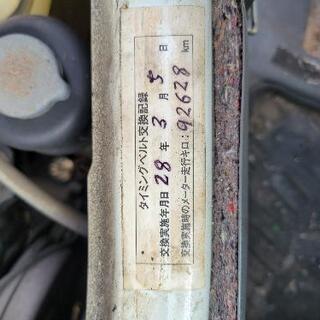 タイミングベルト交換記録
交換実施年月日 28 年 3 月 5 日
交換実施時のメーター走行キロ：92628 km